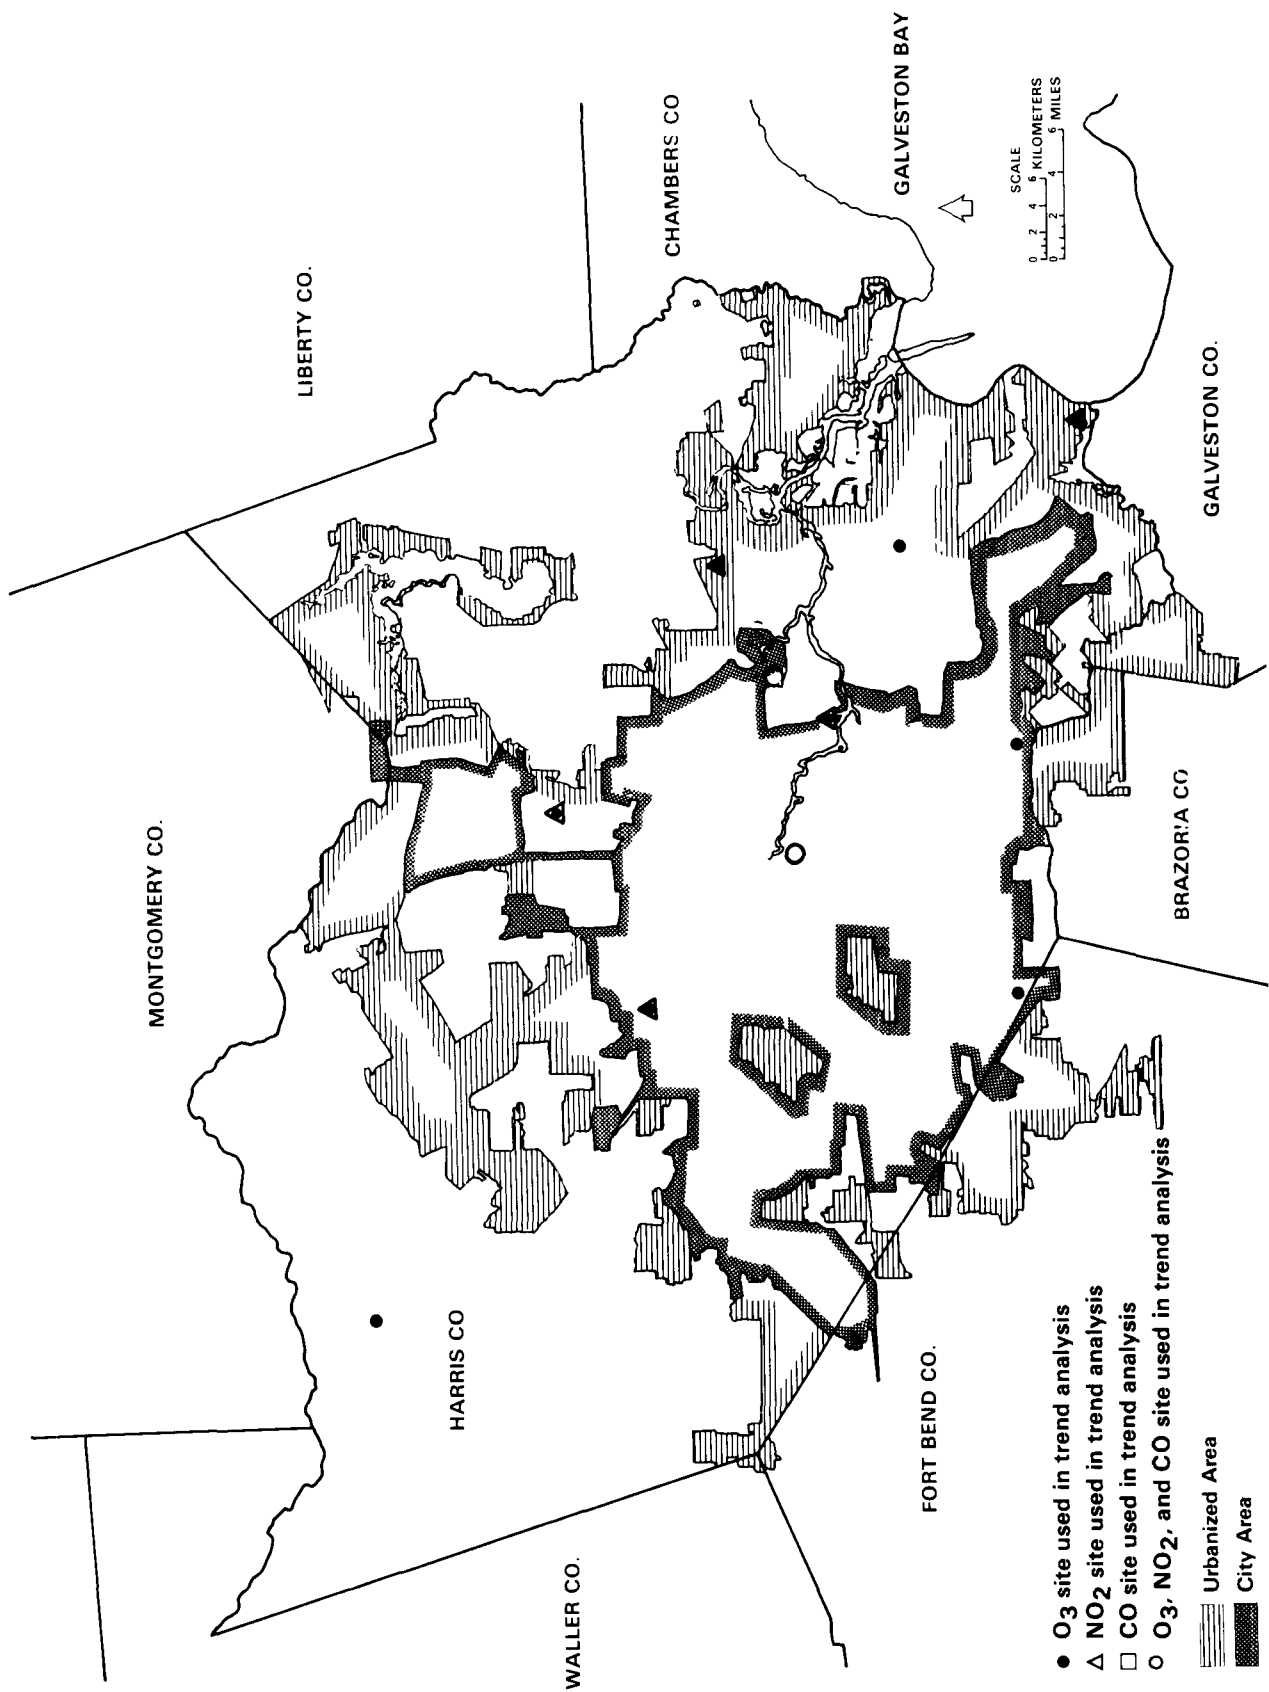 LIBERTY CO.
MONTGOMERY CO.
CHAMBERS CO
GALVESTON BAY
SCALE
0 2 4 6 KILOMETERS
0 2 4 6 MILES
HARRIS CO
GALVESTON CO.
BRAZORIA CO
WALLER CO.
FORT BEND CO.
● O3 site used in trend analysis
△ NO2 site used in trend analysis
□ CO site used in trend analysis
○ O3, NO2, and CO site used in trend analysis
Urbanized Area
City Area